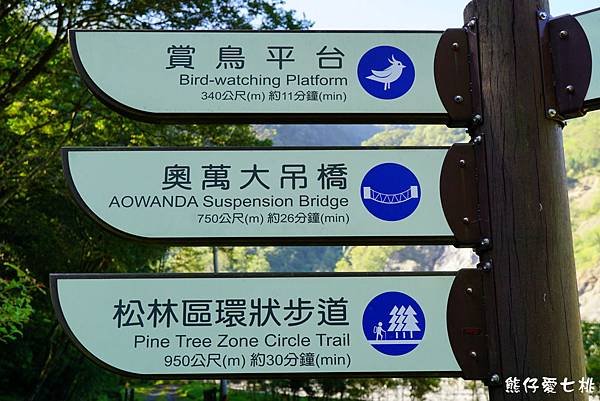 賞鳥平台
Bird-watching Platform
340公尺(m) 約11分鐘(min)
奧萬大吊橋
AOWANDA Suspension Bridge
750公尺(m) 約26分鐘(min)
松林區環狀步道
Pine Tree Zone Circle Trail
950公尺(m) 約30分鐘(min)
熊仔愛七桃